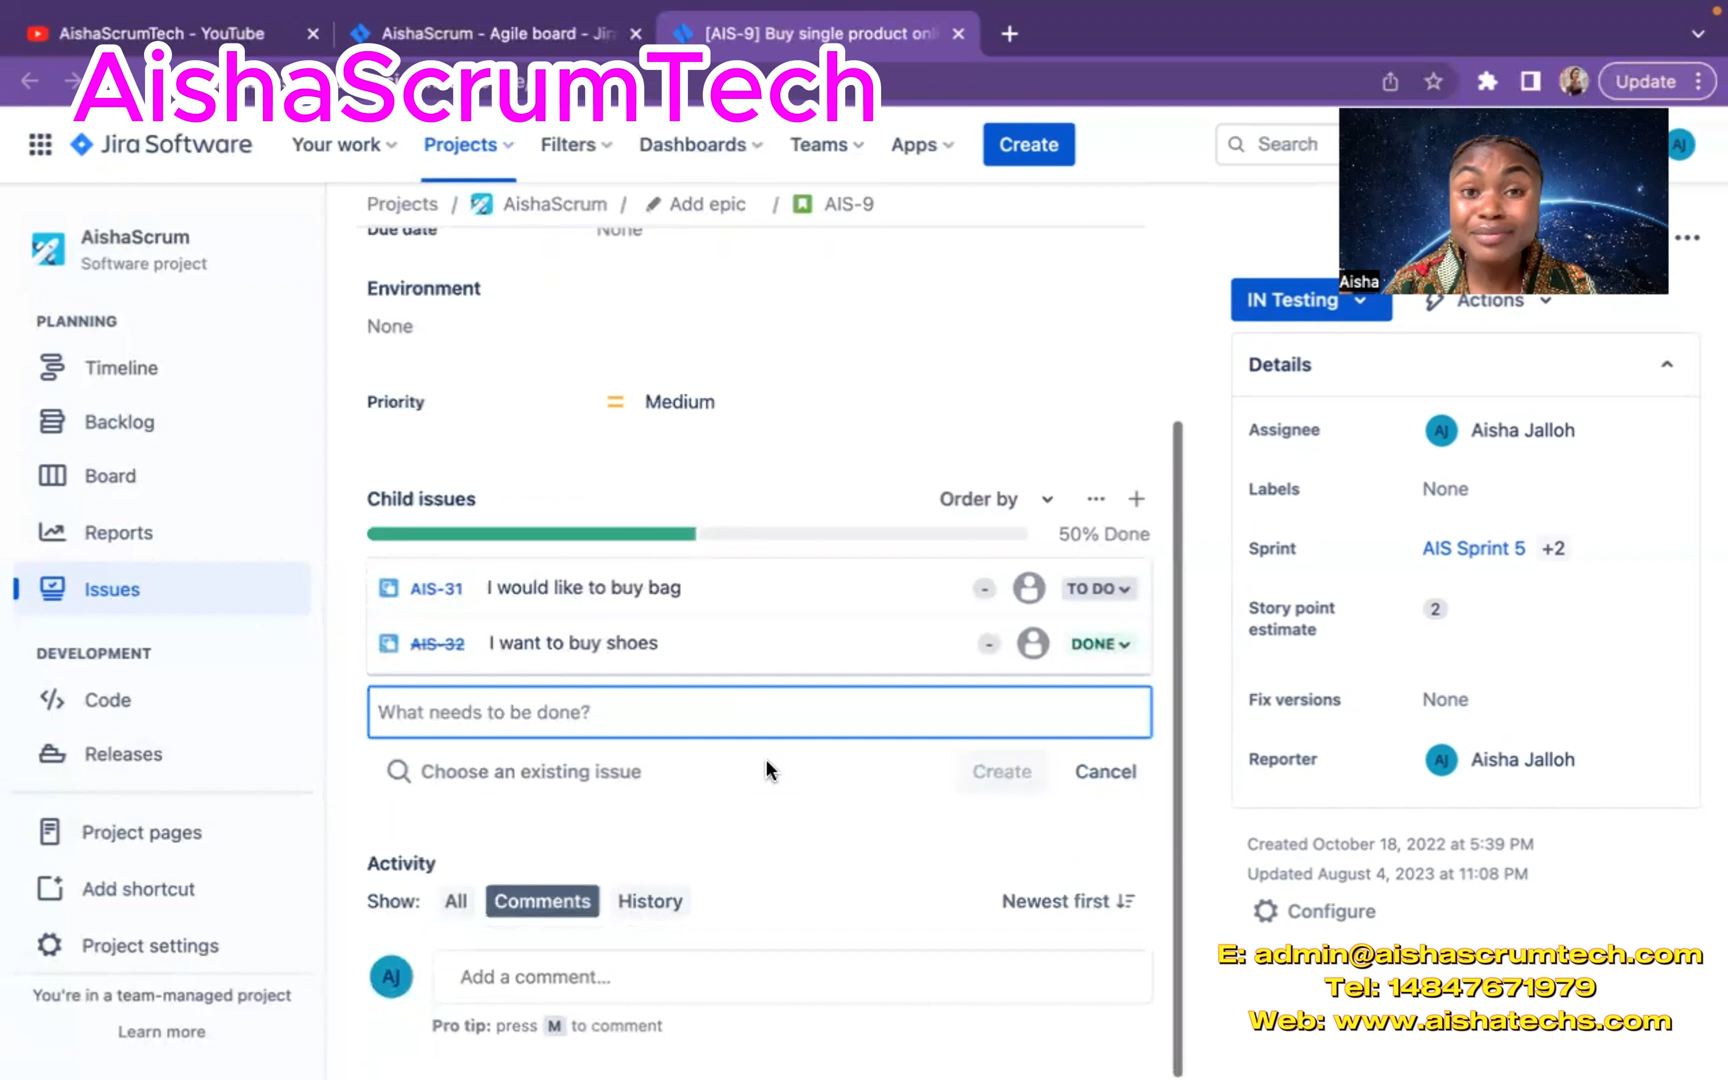 AishaScrumTech - YouTube
AishaScrum - Agile board - Jir
[AIS-9] Buy single product onl
AishaScrumTech
Update
Jira Software
Your work
Projects
Filters
Dashboards
Teams
Apps
Create
Search
AJ
Aisha
AishaScrum
Software project
PLANNING
Timeline
Backlog
Board
Reports
Issues
DEVELOPMENT
Code
Releases
Project pages
Add shortcut
Project settings
You're in a team-managed project
Learn more
Projects / AishaScrum / Add epic / AIS-9
Due date None
Environment
None
Priority Medium
Child issues Order by
50% Done
AIS-31 I would like to buy bag - TO DO
AIS-32 I want to buy shoes - DONE
What needs to be done?
Choose an existing issue Create Cancel
Activity
Show: All Comments History Newest first
AJ Add a comment...
Pro tip: press M to comment
IN Testing Actions
Details
Assignee AJ Aisha Jalloh
Labels None
Sprint AIS Sprint 5 +2
Story point
estimate 2
Fix versions None
Reporter AJ Aisha Jalloh
Created October 18, 2022 at 5:39 PM
Updated August 4, 2023 at 11:08 PM
Configure
E: admin@aishascrumtech.com
Tel: 14847671979
Web: www.aishatechs.com